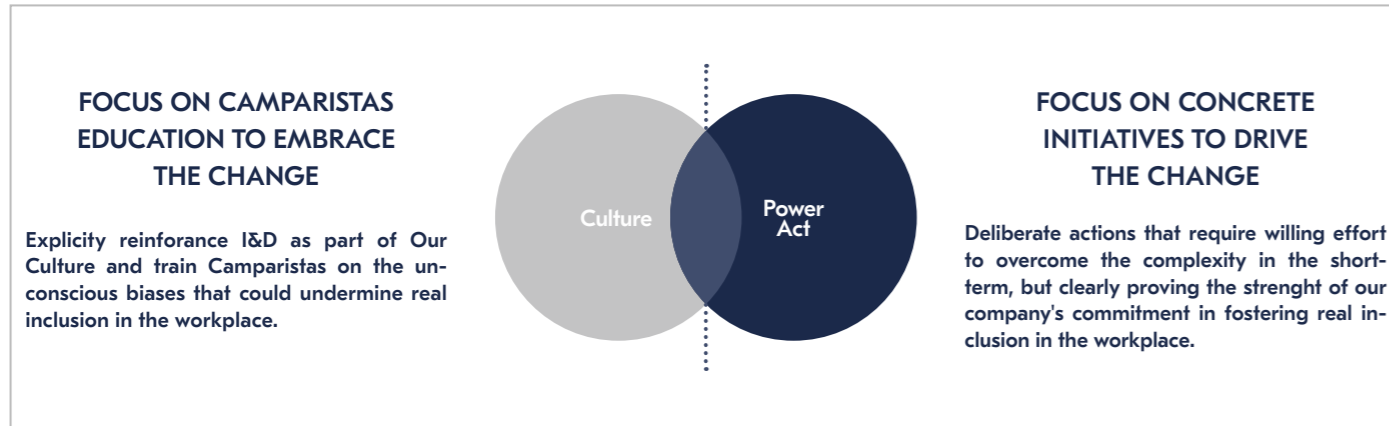 FOCUS ON CAMPARISTAS
EDUCATION TO EMBRACE
THE CHANGE
Explicity reinforance I&D as part of Our
Culture and train Camparistas on the un-
conscious biases that could undermine real
inclusion in the workplace.
Culture
Power
Act
FOCUS ON CONCRETE
INITIATIVES TO DRIVE
THE CHANGE
Deliberate actions that require willing effort
to overcome the complexity in the short-
term, but clearly proving the strenght of our
company's commitment in fostering real in-
clusion in the workplace.